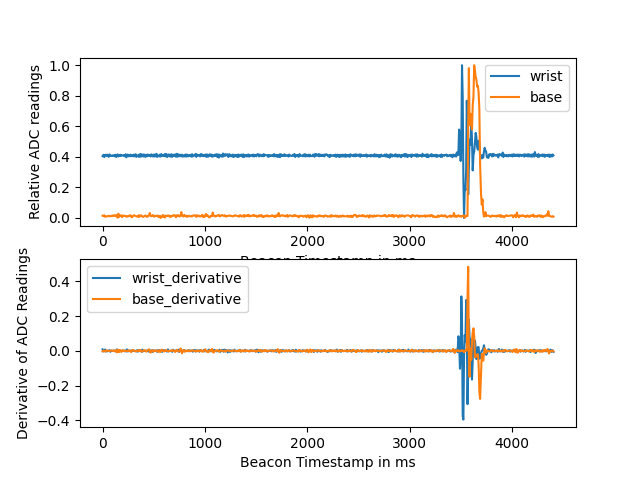 Relative ADC readings
1.0
0.8
0.6
0.4
0.2
0.0
wrist
base
0 1000 2000 3000 4000
Beacon Timestamp in ms
Derivative of ADC Readings
0.4
0.2
0.0
−0.2
−0.4
wrist_derivative
base_derivative
0 1000 2000 3000 4000
Beacon Timestamp in ms